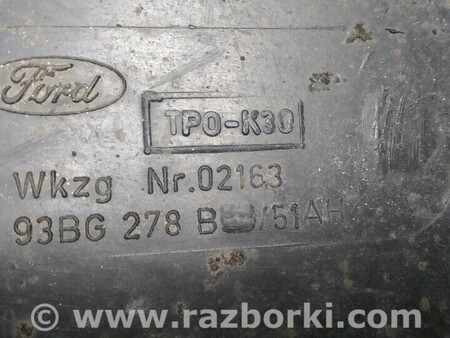 Ford
TPO-K30
Wkzg Nr.02163
93BG 278 B /51AH
www.razborki.com